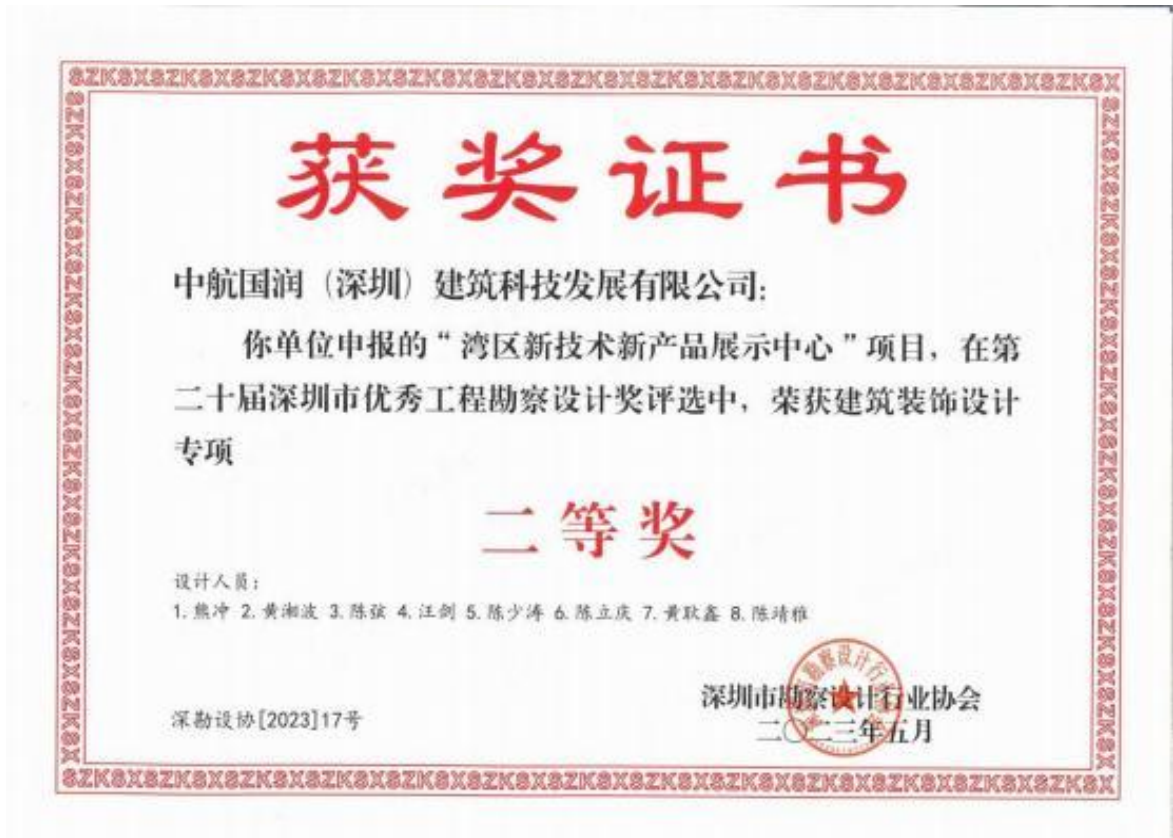 SZKSXSZKSXSZKSXSZKSXSZKSXSZKSXSZKSXSZKSXSZKSXSZKSXSZKSX
获奖证书
中航国润（深圳）建筑科技发展有限公司：
你单位申报的“湾区新技术新产品展示中心”项目，在第
二十届深圳市优秀工程勘察设计奖评选中，荣获建筑装饰设计
专项
二等奖
设计人员：
1.熊冲 2.黄湘波 3.陈弦 4.汪剑 5.陈少涛 6.陈立庆 7.黄耿鑫 8.陈靖稚
深圳市勘察设计行业协会
深勘设协[2023]17号
二〇二三年五月